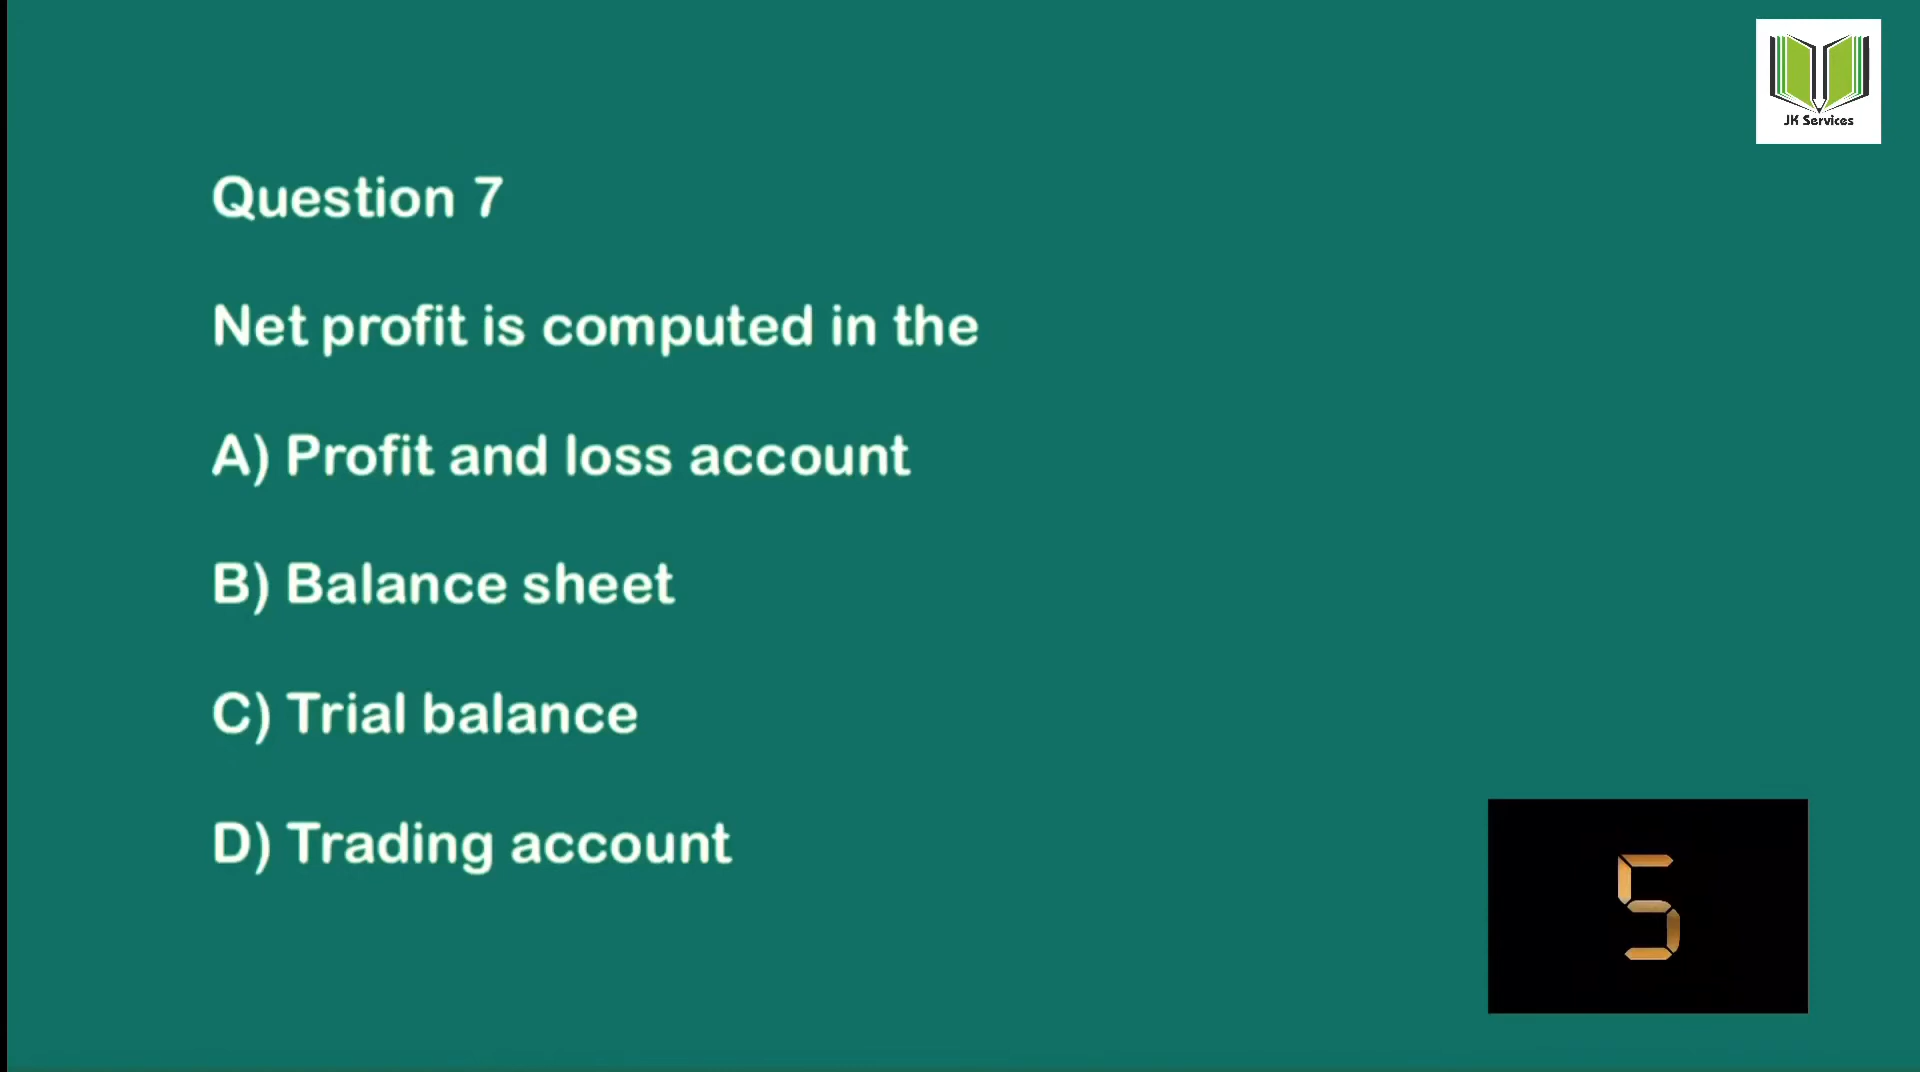 JK Services
Question 7
Net profit is computed in the
A) Profit and loss account
B) Balance sheet
C) Trial balance
D) Trading account
5